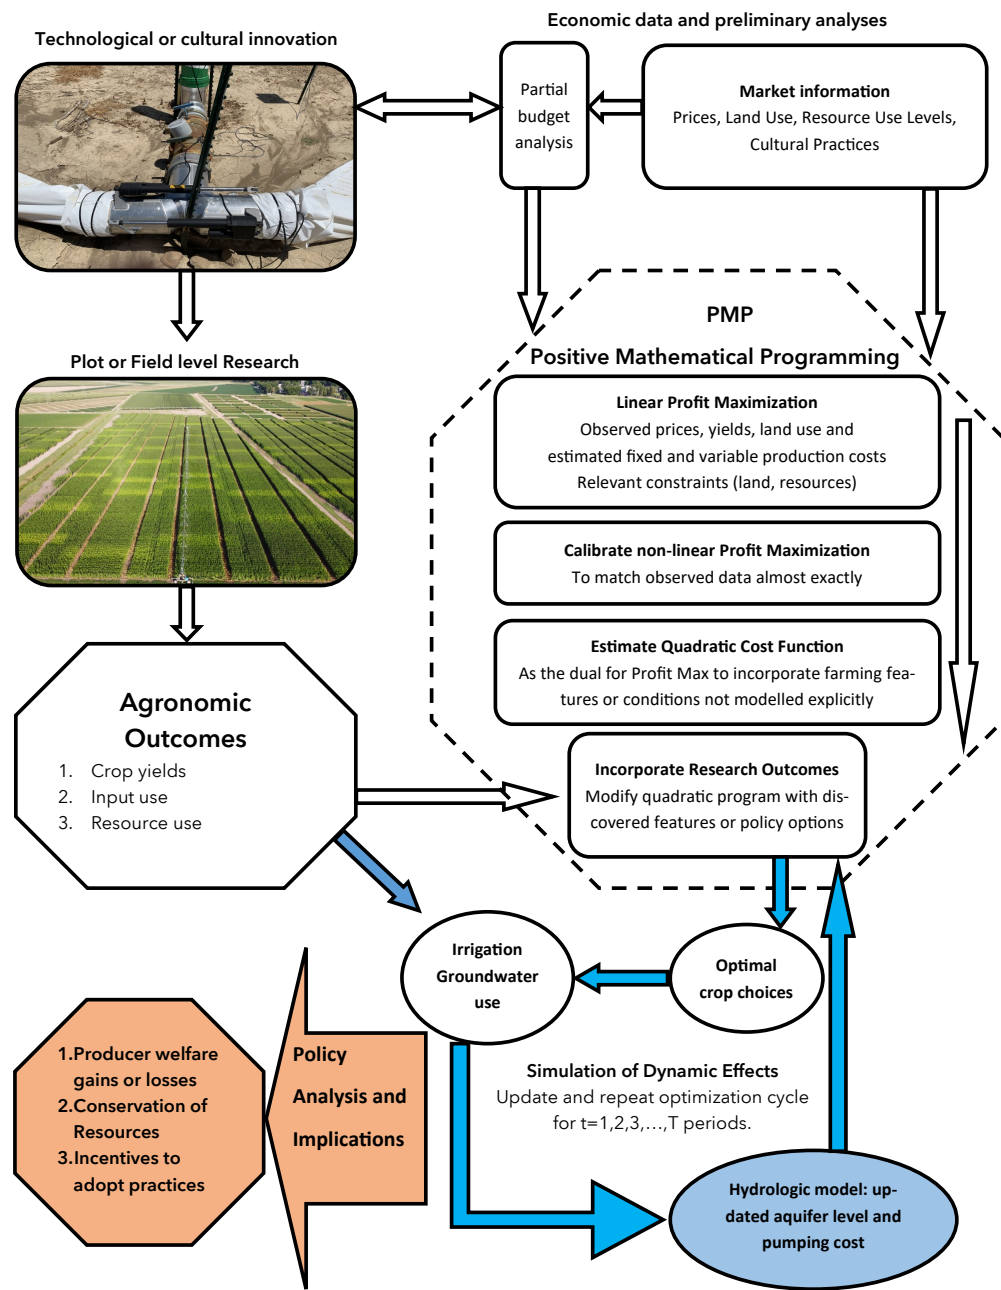 Economic data and preliminary analyses
Technological or cultural innovation
Partial
budget
analysis
Market information
Prices, Land Use, Resource Use Levels,
Cultural Practices
Plot or Field level Research
PMP
Positive Mathematical Programming
Linear Profit Maximization
Observed prices, yields, land use and
estimated fixed and variable production costs
Relevant constraints (land, resources)
Calibrate non-linear Profit Maximization
To match observed data almost exactly
Estimate Quadratic Cost Function
As the dual for Profit Max to incorporate farming fea-
tures or conditions not modelled explicitly
Agronomic
Outcomes
1. Crop yields
2. Input use
3. Resource use
Incorporate Research Outcomes
Modify quadratic program with dis-
covered features or policy options
Irrigation
Groundwater
use
Optimal
crop choices
1.Producer welfare
gains or losses
2.Conservation of
Resources
3.Incentives to
adopt practices
Policy
Analysis and
Implications
Simulation of Dynamic Effects
Update and repeat optimization cycle
for t=1,2,3,…,T periods.
Hydrologic model: up-
dated aquifer level and
pumping cost